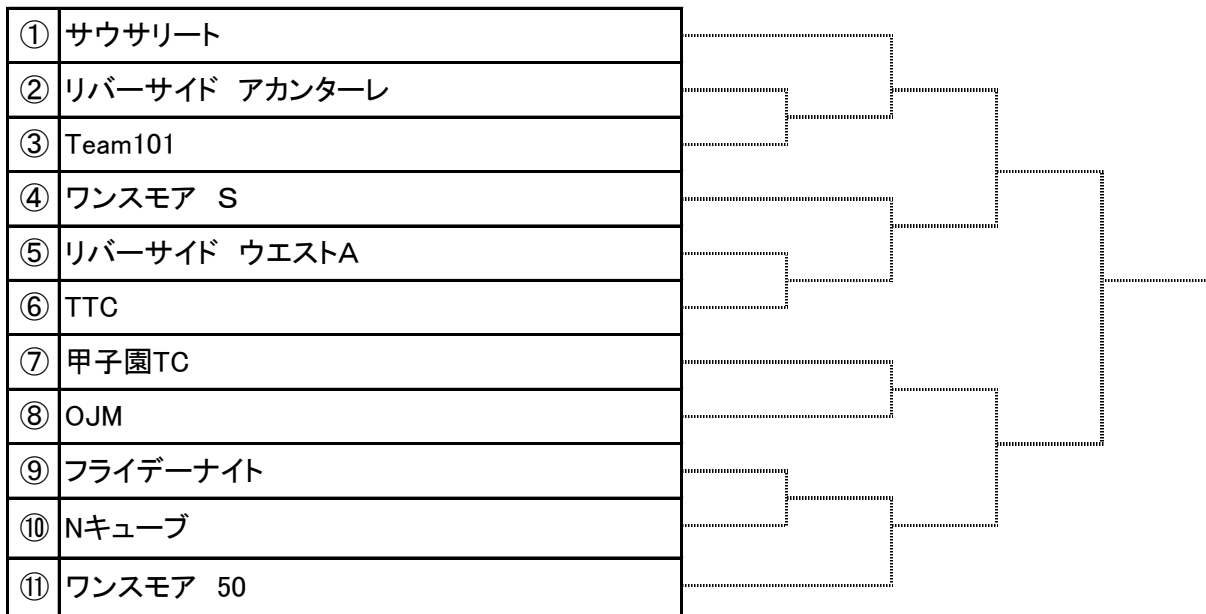 ① サウサリート
② リバーサイド　アカンターレ
③ Team101
④ ワンスモア　S
⑤ リバーサイド　ウエストA
⑥ TTC
⑦ 甲子園TC
⑧ OJM
⑨ フライデーナイト
⑩ Nキューブ
⑪ ワンスモア　50